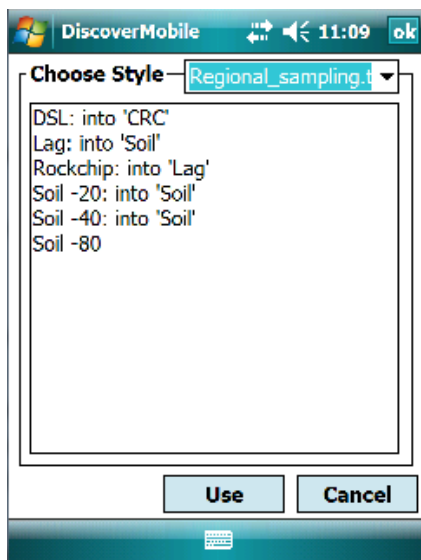 DiscoverMobile 11:09 ok
Choose Style Regional_sampling.t
DSL: into 'CRC'
Lag: into 'Soil'
Rockchip: into 'Lag'
Soil -20: into 'Soil'
Soil -40: into 'Soil'
Soil -80
Use Cancel